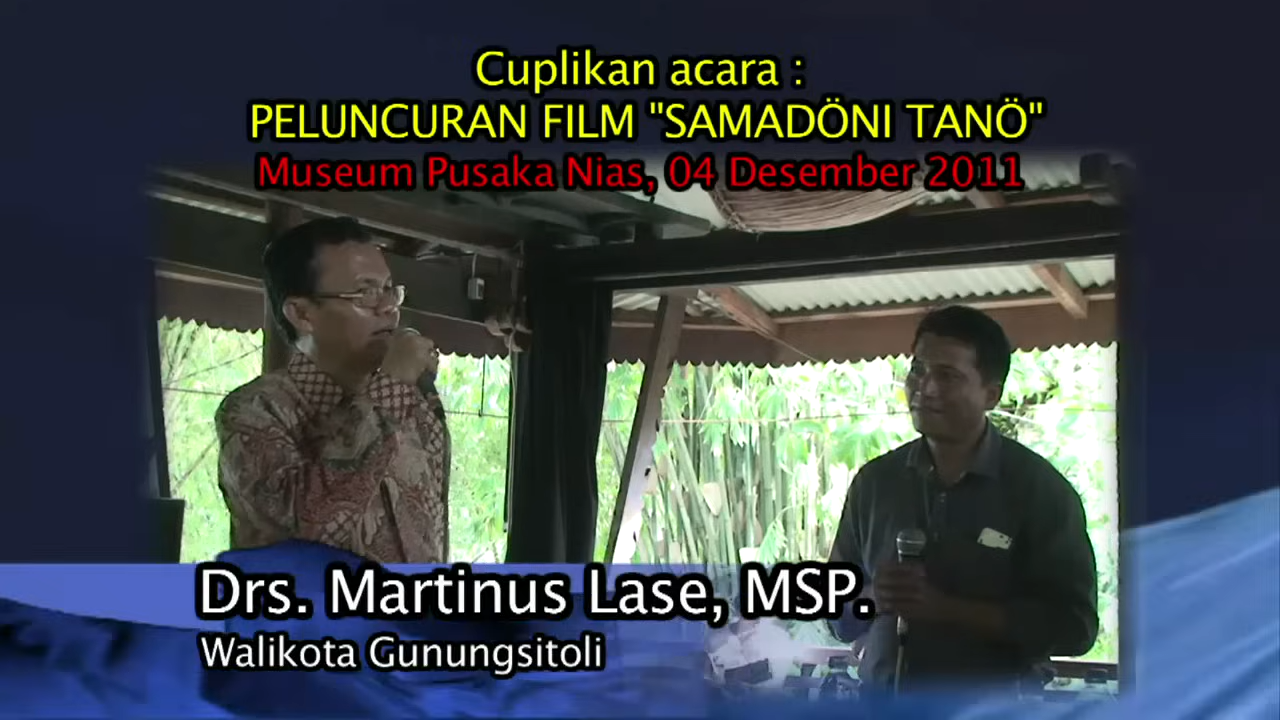 Cuplikan acara :
PELUNCURAN FILM "SAMADÖNI TANÖ"
Museum Pusaka Nias, 04 Desember 2011
Drs. Martinus Lase, MSP.
Walikota Gunungsitoli